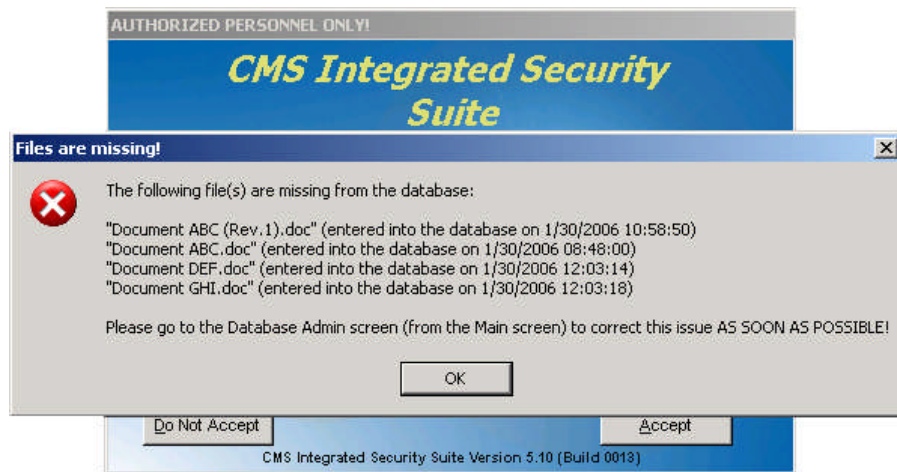 AUTHORIZED PERSONNEL ONLY!
CMS Integrated Security
Suite
Files are missing!
The following file(s) are missing from the database:
"Document ABC (Rev.1).doc" (entered into the database on 1/30/2006 10:58:50)
"Document ABC.doc" (entered into the database on 1/30/2006 08:48:00)
"Document DEF.doc" (entered into the database on 1/30/2006 12:03:14)
"Document GHI.doc" (entered into the database on 1/30/2006 12:03:18)
Please go to the Database Admin screen (from the Main screen) to correct this issue AS SOON AS POSSIBLE!
OK
Do Not Accept
Accept
CMS Integrated Security Suite Version 5.10 (Build 0013)